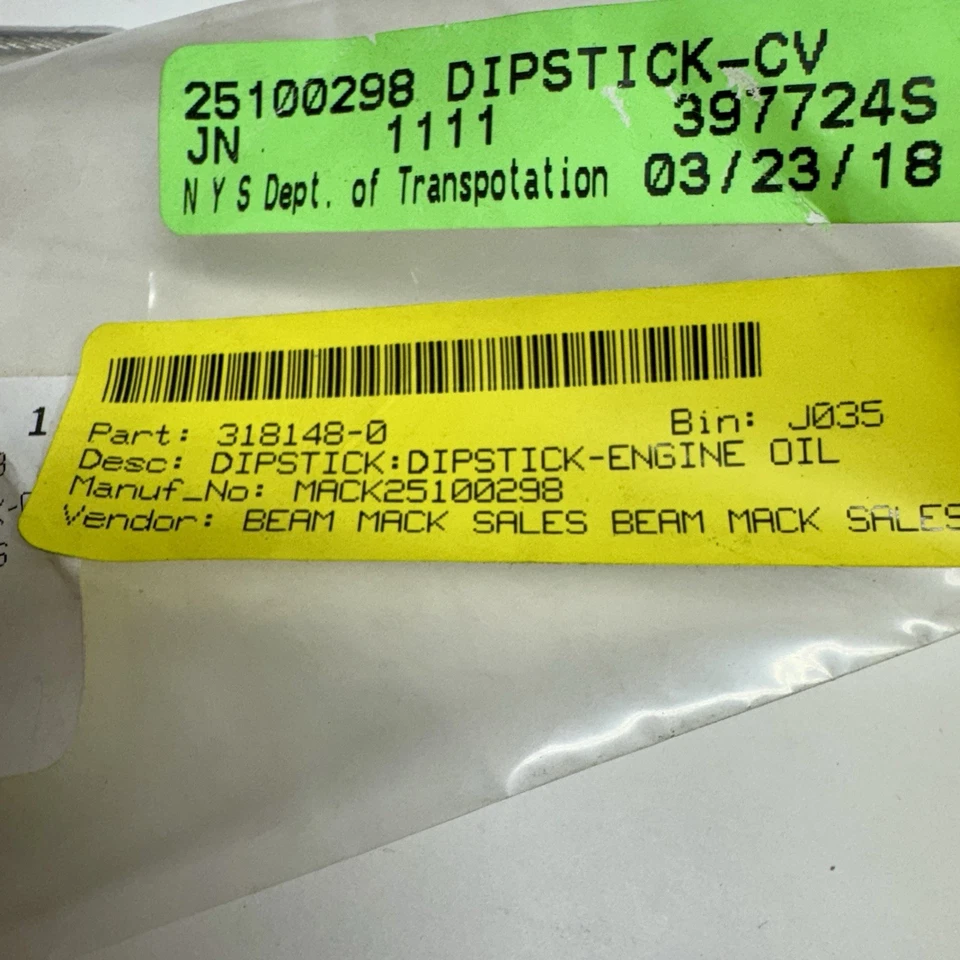 25100298 DIPSTICK-CV
JN 1111 397724S
N Y S Dept. of Transpotation 03/23/18
Part: 318148-0 Bin: J035
Desc: DIPSTICK:DIPSTICK-ENGINE OIL
Manuf_No: MACK25100298
Vendor: BEAM MACK SALES BEAM MACK SALES
1